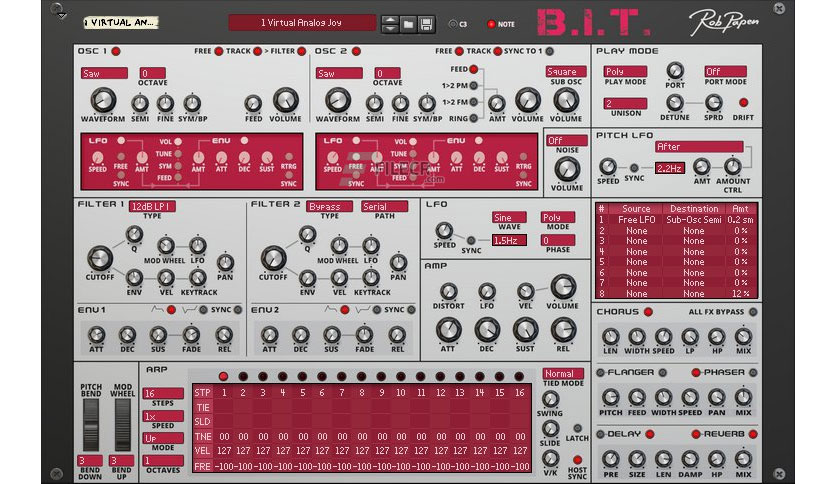 1 VIRTUAL AN...
1 Virtual Analog Joy
C3 NOTE
B.I.T.
Rob Papen
OSC 1 FREE TRACK > FILTER
Saw 0
OCTAVE
WAVEFORM SEMI FINE SYM/BP FEED VOLUME
LFO VOL ENV
TUNE
SYM
FEED
SPEED FREE AMT AMT ATT DEC SUST RTRG
SYNC SYNC
OSC 2 FREE TRACK SYNC TO 1
Saw 0
OCTAVE
WAVEFORM SEMI FINE SYM/BP
FEED
1>2 PM
1>2 FM
RING
AMT VOLUME
Square
SUB OSC
VOLUME
LFO VOL ENV
TUNE
SYM
FEED
SPEED FREE AMT AMT ATT DEC SUST RTRG
SYNC SYNC
FILECR
.com
Off
NOISE
VOLUME
PLAY MODE
Poly Off
PLAY MODE PORT PORT MODE
2
UNISON DETUNE SPRD DRIFT
PITCH LFO
After
2.2Hz
SPEED SYNC AMT AMOUNT
CTRL
FILTER 1 12dB LP
TYPE
Q MOD WHEEL LFO
CUTOFF PAN
ENV VEL KEYTRACK
FILTER 2 Bypass Serial
TYPE PATH
Q MOD WHEEL LFO
CUTOFF PAN
ENV VEL KEYTRACK
ENV 1 SYNC
ATT DEC SUS FADE REL
ENV 2 SYNC
ATT DEC SUS FADE REL
LFO
Sine Poly
WAVE MODE
1.5Hz 0
PHASE
SPEED SYNC
AMP
DISTORT LFO VEL VOLUME
ATT DEC SUST REL
# Source Destination Amt
1 Free LFO Sub-Osc Semi 0.2 sm
2 None None 0 %
3 None None 0 %
4 None None 0 %
5 None None 0 %
6 None None 0 %
7 None None 0 %
8 None None 12 %
CHORUS ALL FX BYPASS
LEN WIDTH SPEED LP HP MIX
FLANGER PHASER
PITCH FEED WIDTH SPEED PAN MIX
DELAY REVERB
PRE SIZE LEN DAMP HP MIX
PITCH BEND
MOD WHEEL
3 3
BEND DOWN
BEND UP
ARP
16
STEPS
1x
SPEED
Up
MODE
1
OCTAVES
STP 1 2 3 4 5 6 7 8 9 10 11 12 13 14 15 16
TIE
SLD
TNE 00 00 00 00 00 00 00 00 00 00 00 00 00 00 00 00
VEL 127 127 127 127 127 127 127 127 127 127 127 127 127 127 127 127
FRE -100 -100 -100 -100 -100 -100 -100 -100 -100 -100 -100 -100 -100 -100 -100 -100
Normal
TIED MODE
SWING
SLIDE LATCH
V/K HOST
SYNC